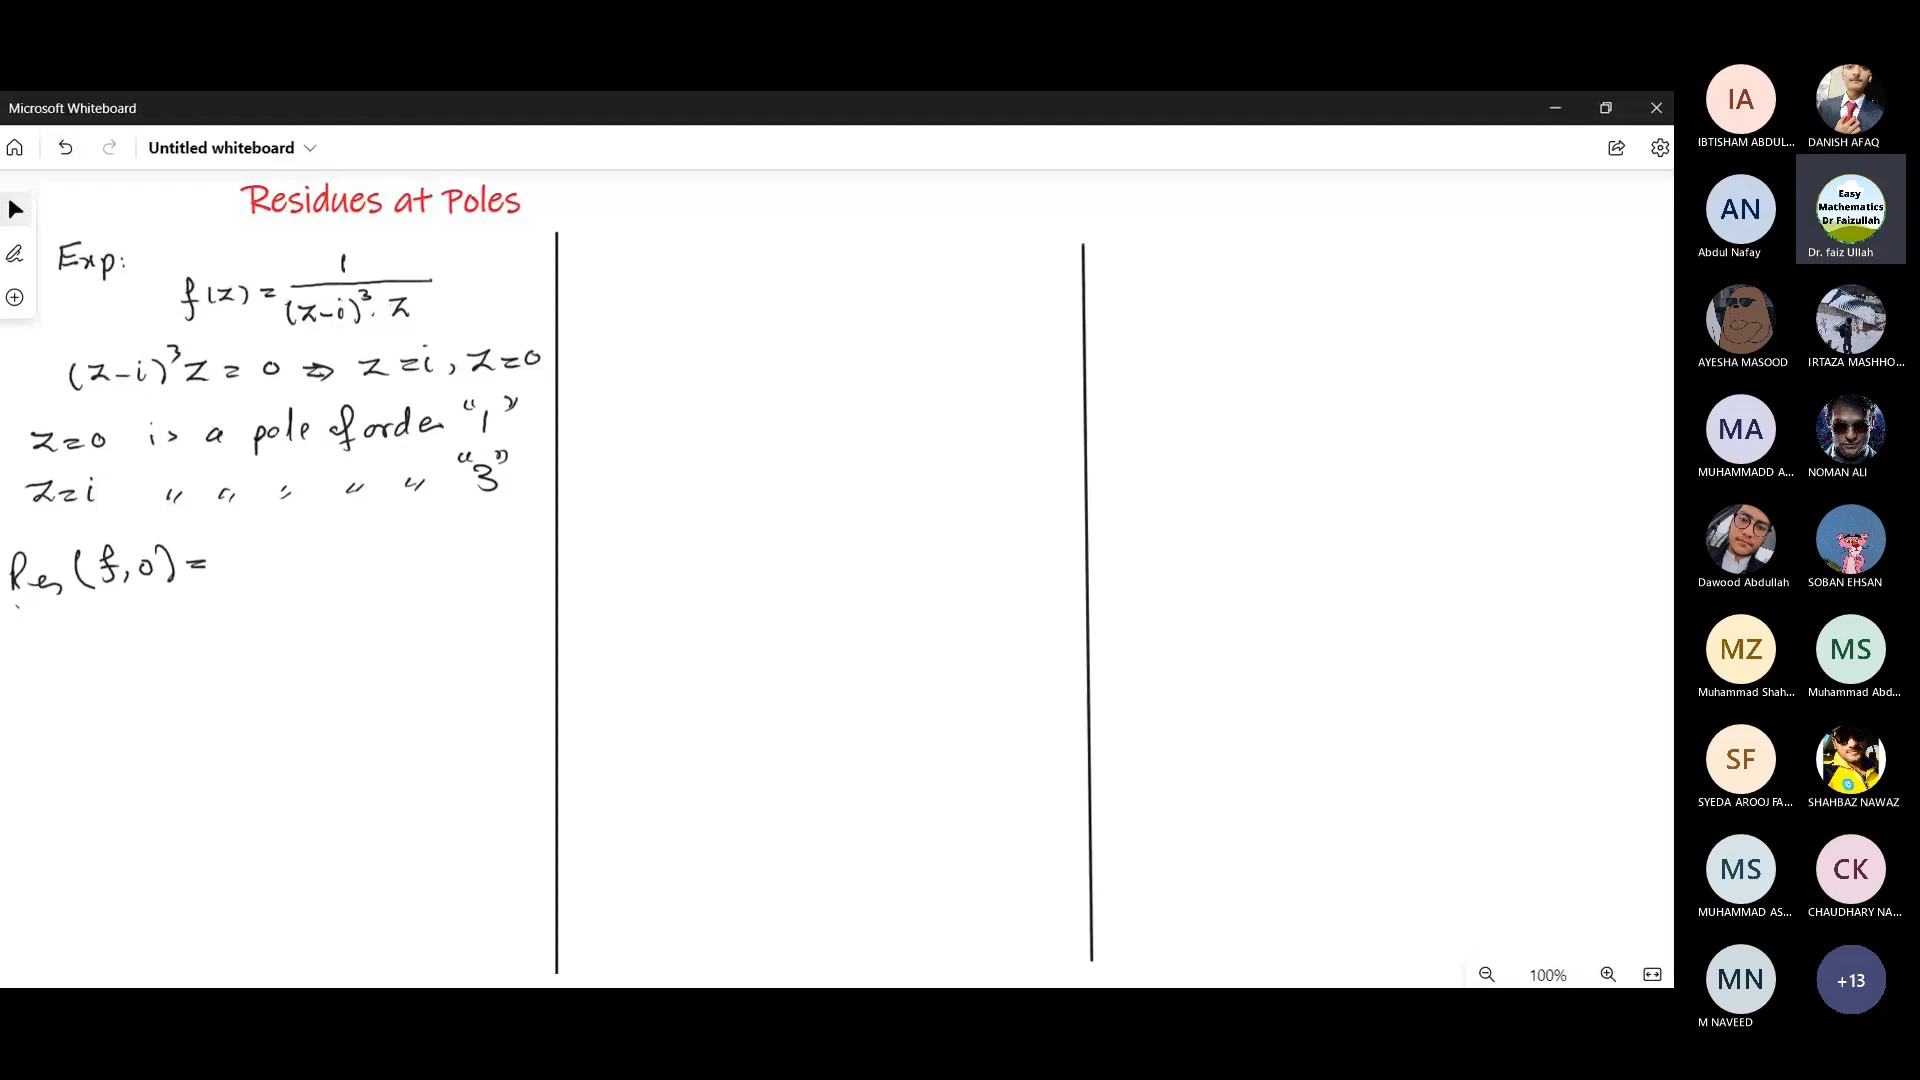 Microsoft Whiteboard
Untitled whiteboard
Residues at Poles
Exp:
f(z) = 1 / (z-i)³. z
(z-i)³z = 0 ⇒ z=i, z=0
z=0 is a pole of order "1"
z=i " " " " " "3"
Res(f,0) =
100%
IA
IBTISHAM ABDUL...
DANISH AFAQ
AN
Abdul Nafay
Easy
Mathematics
Dr Faizullah
Dr. faiz Ullah
AYESHA MASOOD
IRTAZA MASHHO...
MA
MUHAMMADD A...
NOMAN ALI
Dawood Abdullah
SOBAN EHSAN
MZ
Muhammad Shah...
MS
Muhammad Abd...
SF
SYEDA AROOJ FA...
SHAHBAZ NAWAZ
MS
MUHAMMAD AS...
CK
CHAUDHARY NA...
MN
M NAVEED
+13